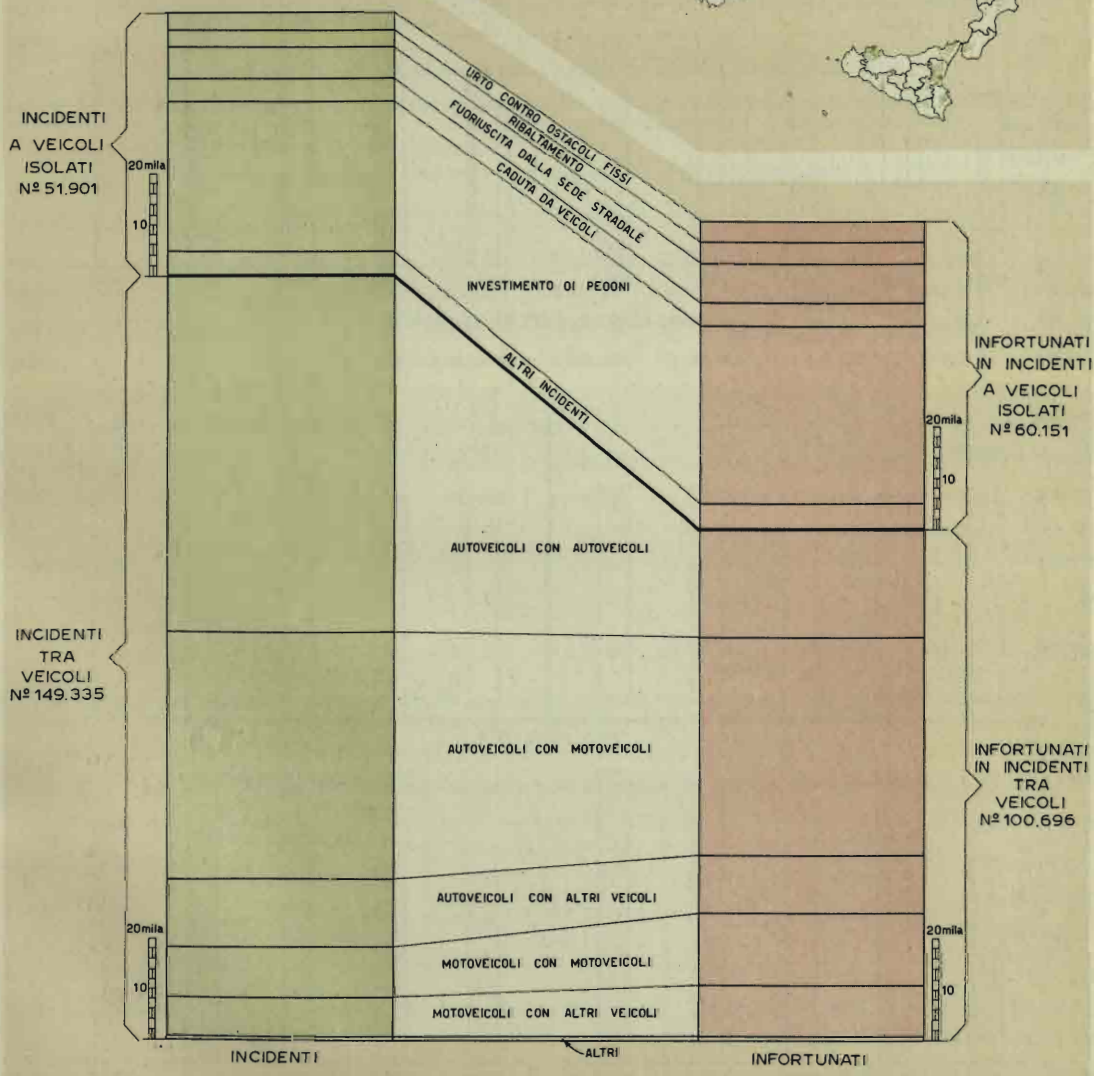 INCIDENTI
A VEICOLI
ISOLATI
Nº 51.901
20mila
10
URTO CONTRO OSTACOLI FISSI
RIBALTAMENTO
FUORIUSCITA DALLA SEDE STRADALE
CADUTA DA VEICOLI
INVESTIMENTO DI PEDONI
ALTRI INCIDENTI
INFORTUNATI
IN INCIDENTI
A VEICOLI
ISOLATI
Nº 60.151
20mila
10
INCIDENTI
TRA
VEICOLI
Nº 149.335
AUTOVEICOLI CON AUTOVEICOLI
AUTOVEICOLI CON MOTOVEICOLI
AUTOVEICOLI CON ALTRI VEICOLI
MOTOVEICOLI CON MOTOVEICOLI
MOTOVEICOLI CON ALTRI VEICOLI
ALTRI
INFORTUNATI
IN INCIDENTI
TRA
VEICOLI
Nº 100.696
20mila
10
20mila
10
INCIDENTI
INFORTUNATI